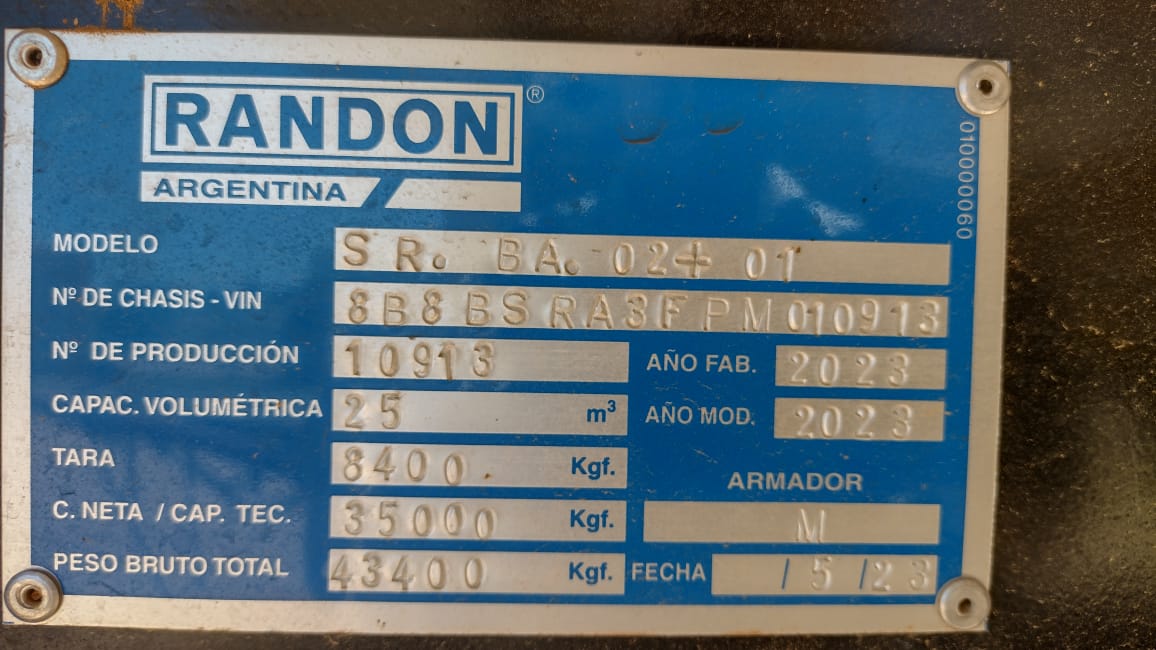 RANDON®
ARGENTINA
010000060
MODELO SR. BA. 02+ 01
Nº DE CHASIS - VIN 8B8BSRA3FPM010913
Nº DE PRODUCCIÓN 10913 AÑO FAB. 2023
CAPAC. VOLUMÉTRICA 25 m³ AÑO MOD. 2023
TARA 8400 Kgf.
ARMADOR
C. NETA / CAP. TEC. 35000 Kgf. M
PESO BRUTO TOTAL 43400 Kgf. FECHA /5/23